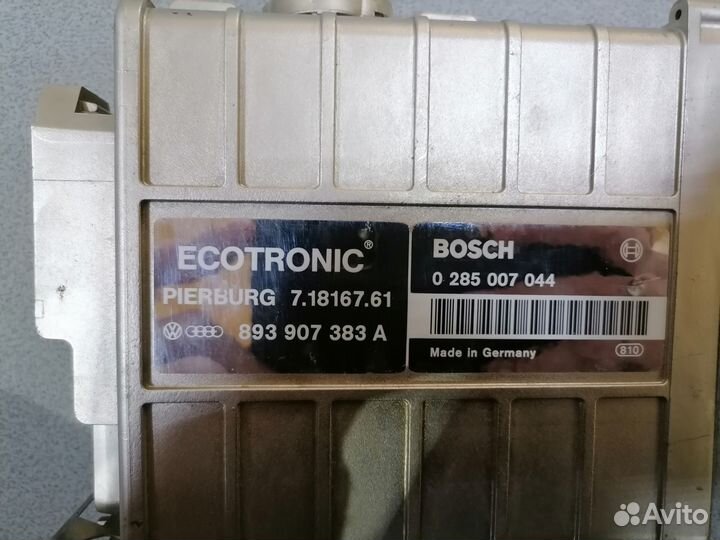 ECOTRONIC®
PIERBURG 7.18167.61
893 907 383 A
BOSCH
0 285 007 044
Made in Germany
810
Avito